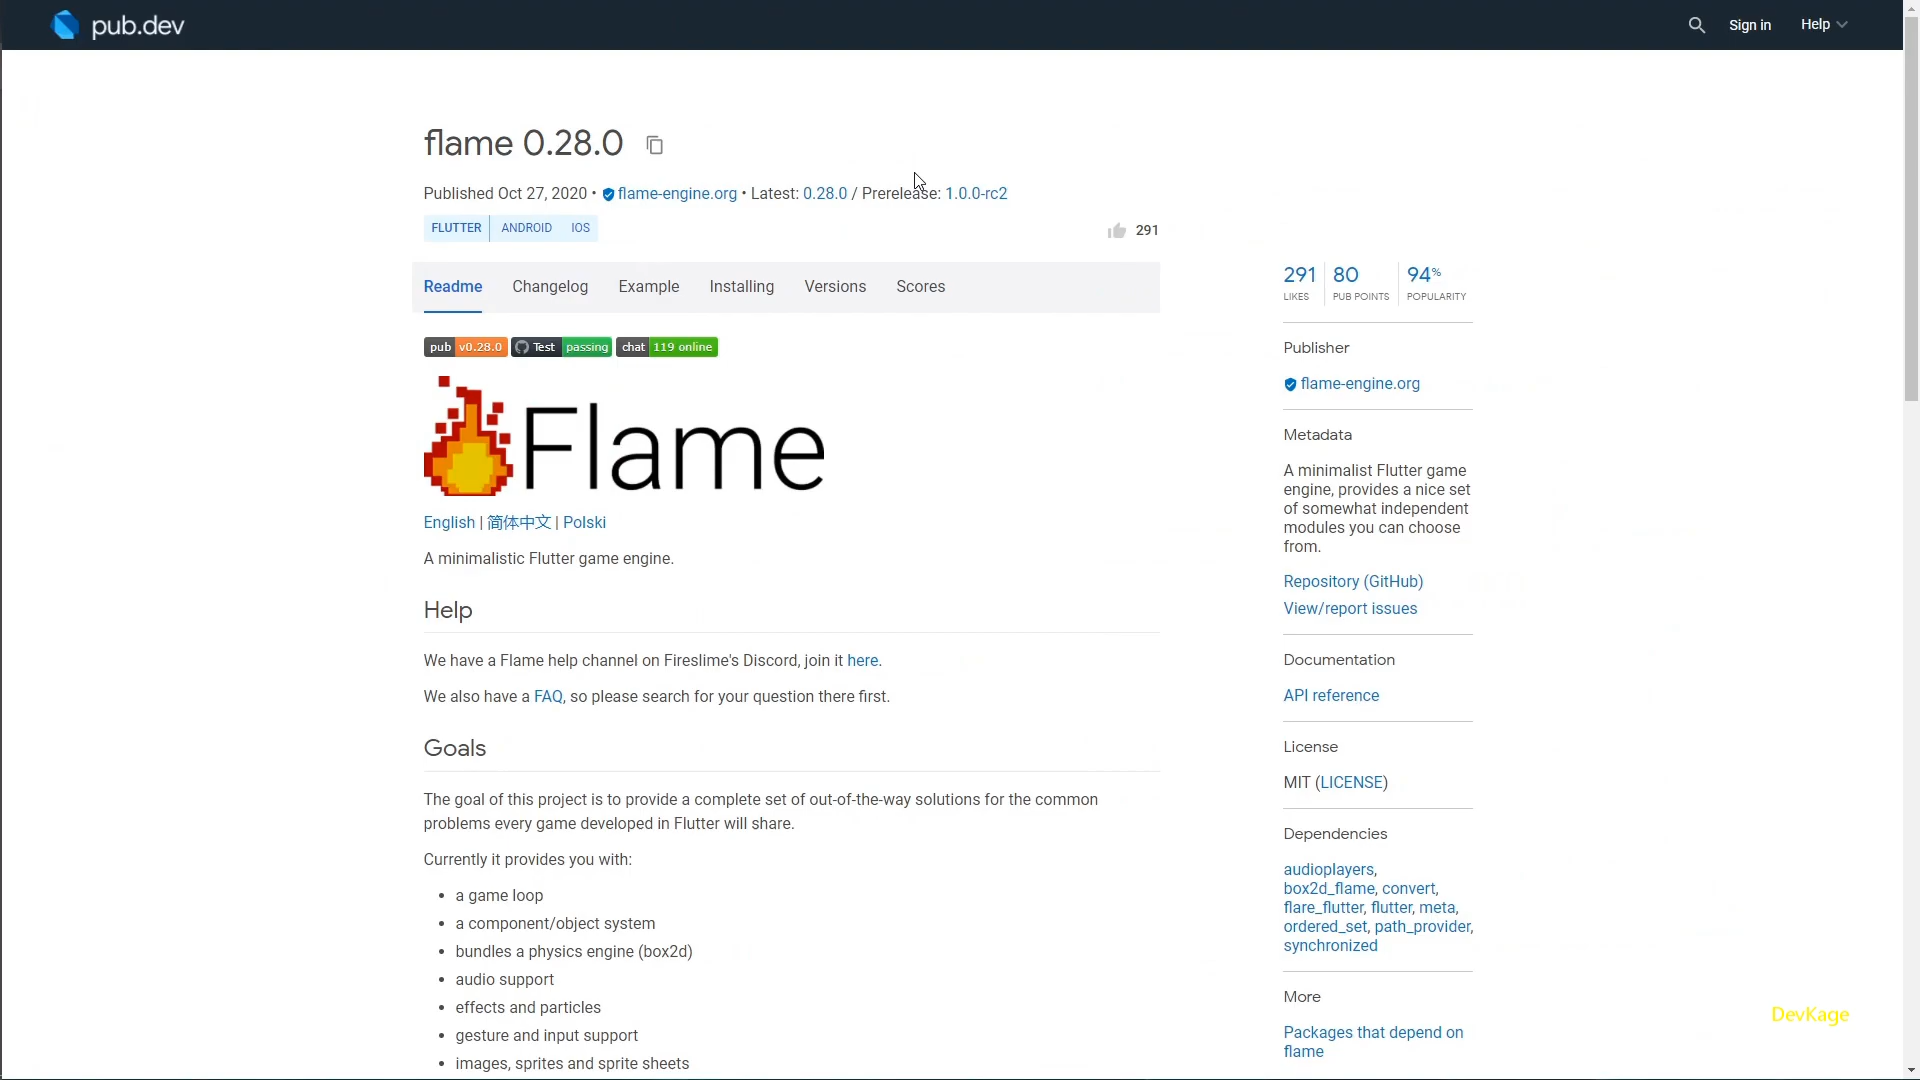 pub.dev
Sign in
Help
flame 0.28.0
Published Oct 27, 2020 • flame-engine.org • Latest: 0.28.0 / Prerelease: 1.0.0-rc2
FLUTTER ANDROID IOS
291
Readme Changelog Example Installing Versions Scores
pub v0.28.0 Test passing chat 119 online
Flame
English | 简体中文 | Polski
A minimalistic Flutter game engine.
Help
We have a Flame help channel on Fireslime's Discord, join it here.
We also have a FAQ, so please search for your question there first.
Goals
The goal of this project is to provide a complete set of out-of-the-way solutions for the common
problems every game developed in Flutter will share.
Currently it provides you with:
• a game loop
• a component/object system
• bundles a physics engine (box2d)
• audio support
• effects and particles
• gesture and input support
• images, sprites and sprite sheets
291 80 94%
LIKES PUB POINTS POPULARITY
Publisher
flame-engine.org
Metadata
A minimalist Flutter game
engine, provides a nice set
of somewhat independent
modules you can choose
from.
Repository (GitHub)
View/report issues
Documentation
API reference
License
MIT (LICENSE)
Dependencies
audioplayers,
box2d_flame, convert,
flare_flutter, flutter, meta,
ordered_set, path_provider,
synchronized
More
Packages that depend on
flame
DevKage